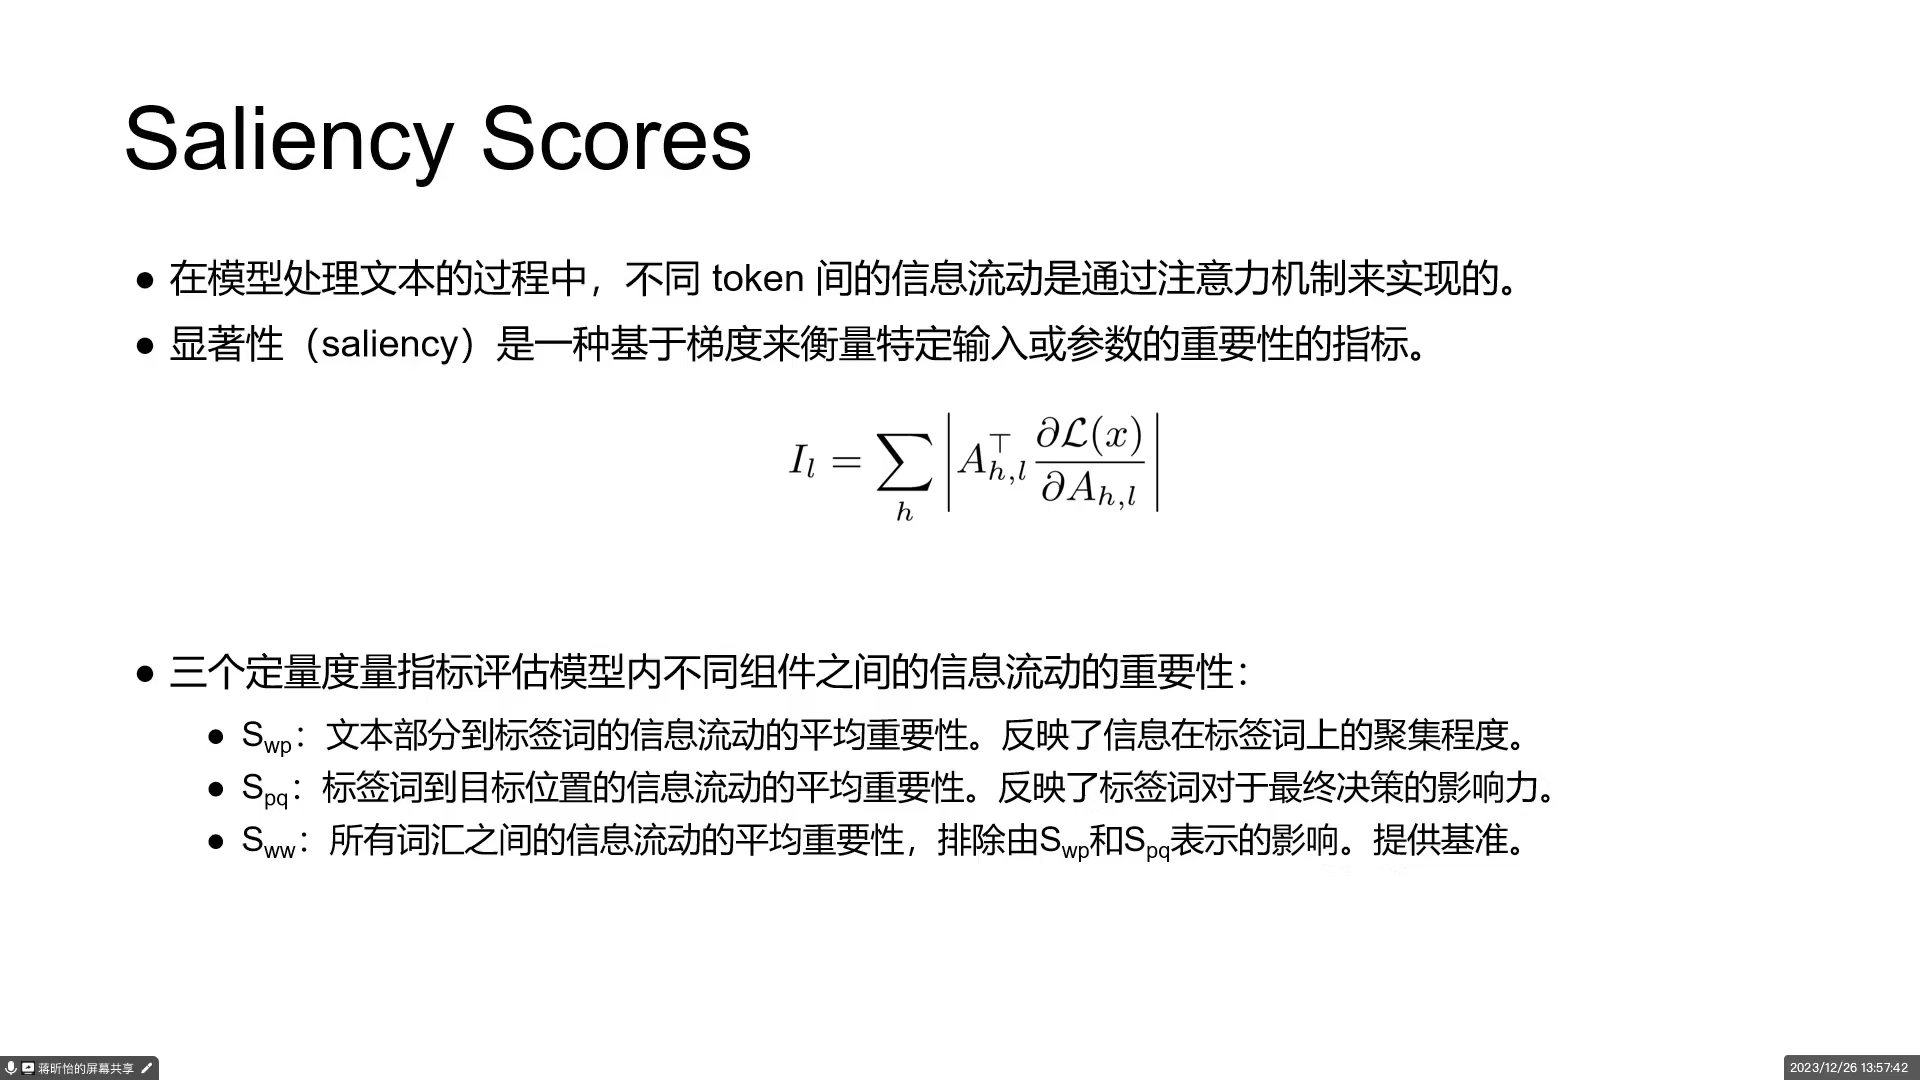 Saliency Scores
● 在模型处理文本的过程中，不同 token 间的信息流动是通过注意力机制来实现的。
● 显著性（saliency）是一种基于梯度来衡量特定输入或参数的重要性的指标。
$I_l = \sum_h \left| A_{h,l}^\top \frac{\partial \mathcal{L}(x)}{\partial A_{h,l}} \right|$
● 三个定量度量指标评估模型内不同组件之间的信息流动的重要性：
● S_wp：文本部分到标签词的信息流动的平均重要性。反映了信息在标签词上的聚集程度。
● S_pq：标签词到目标位置的信息流动的平均重要性。反映了标签词对于最终决策的影响力。
● S_ww：所有词汇之间的信息流动的平均重要性，排除由S_wp和S_pq表示的影响。提供基准。
蒋昕怡的屏幕共享
2023/12/26 13:57:42